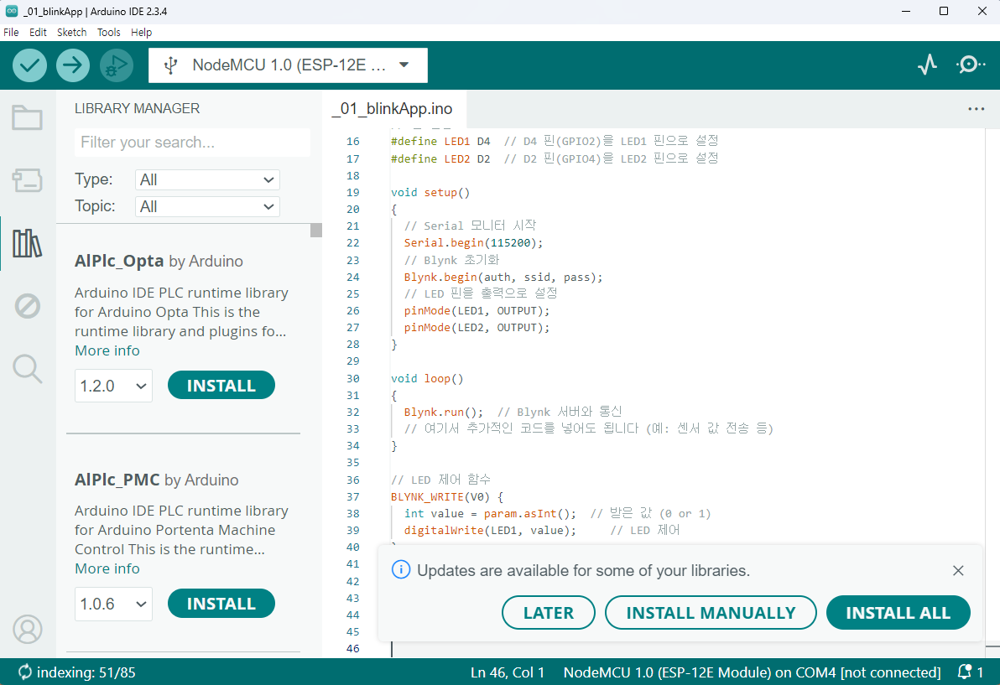 _01_blinkApp | Arduino IDE 2.3.4
File Edit Sketch Tools Help
NodeMCU 1.0 (ESP-12E ...
LIBRARY MANAGER
Filter your search...
Type: All
Topic: All
AlPlc_Opta by Arduino
Arduino IDE PLC runtime library
for Arduino Opta This is the
runtime library and plugins fo...
More info
1.2.0 INSTALL
AlPlc_PMC by Arduino
Arduino IDE PLC runtime library
for Arduino Portenta Machine
Control This is the runtime...
More info
1.0.6 INSTALL
_01_blinkApp.ino
16 #define LED1 D4 // D4 핀(GPIO2)을 LED1 핀으로 설정
17 #define LED2 D2 // D2 핀(GPIO4)을 LED2 핀으로 설정
18
19 void setup()
20 {
21 // Serial 모니터 시작
22 Serial.begin(115200);
23 // Blynk 초기화
24 Blynk.begin(auth, ssid, pass);
25 // LED 핀을 출력으로 설정
26 pinMode(LED1, OUTPUT);
27 pinMode(LED2, OUTPUT);
28 }
29
30 void loop()
31 {
32 Blynk.run(); // Blynk 서버와 통신
33 // 여기서 추가적인 코드를 넣어도 됩니다 (예: 센서 값 전송 등)
34 }
35
36 // LED 제어 함수
37 BLYNK_WRITE(V0) {
38 int value = param.asInt(); // 받은 값 (0 or 1)
39 digitalWrite(LED1, value); // LED 제어
40
41
42
43
44
45
46
Updates are available for some of your libraries.
LATER INSTALL MANUALLY INSTALL ALL
indexing: 51/85
Ln 46, Col 1 NodeMCU 1.0 (ESP-12E Module) on COM4 [not connected] 1